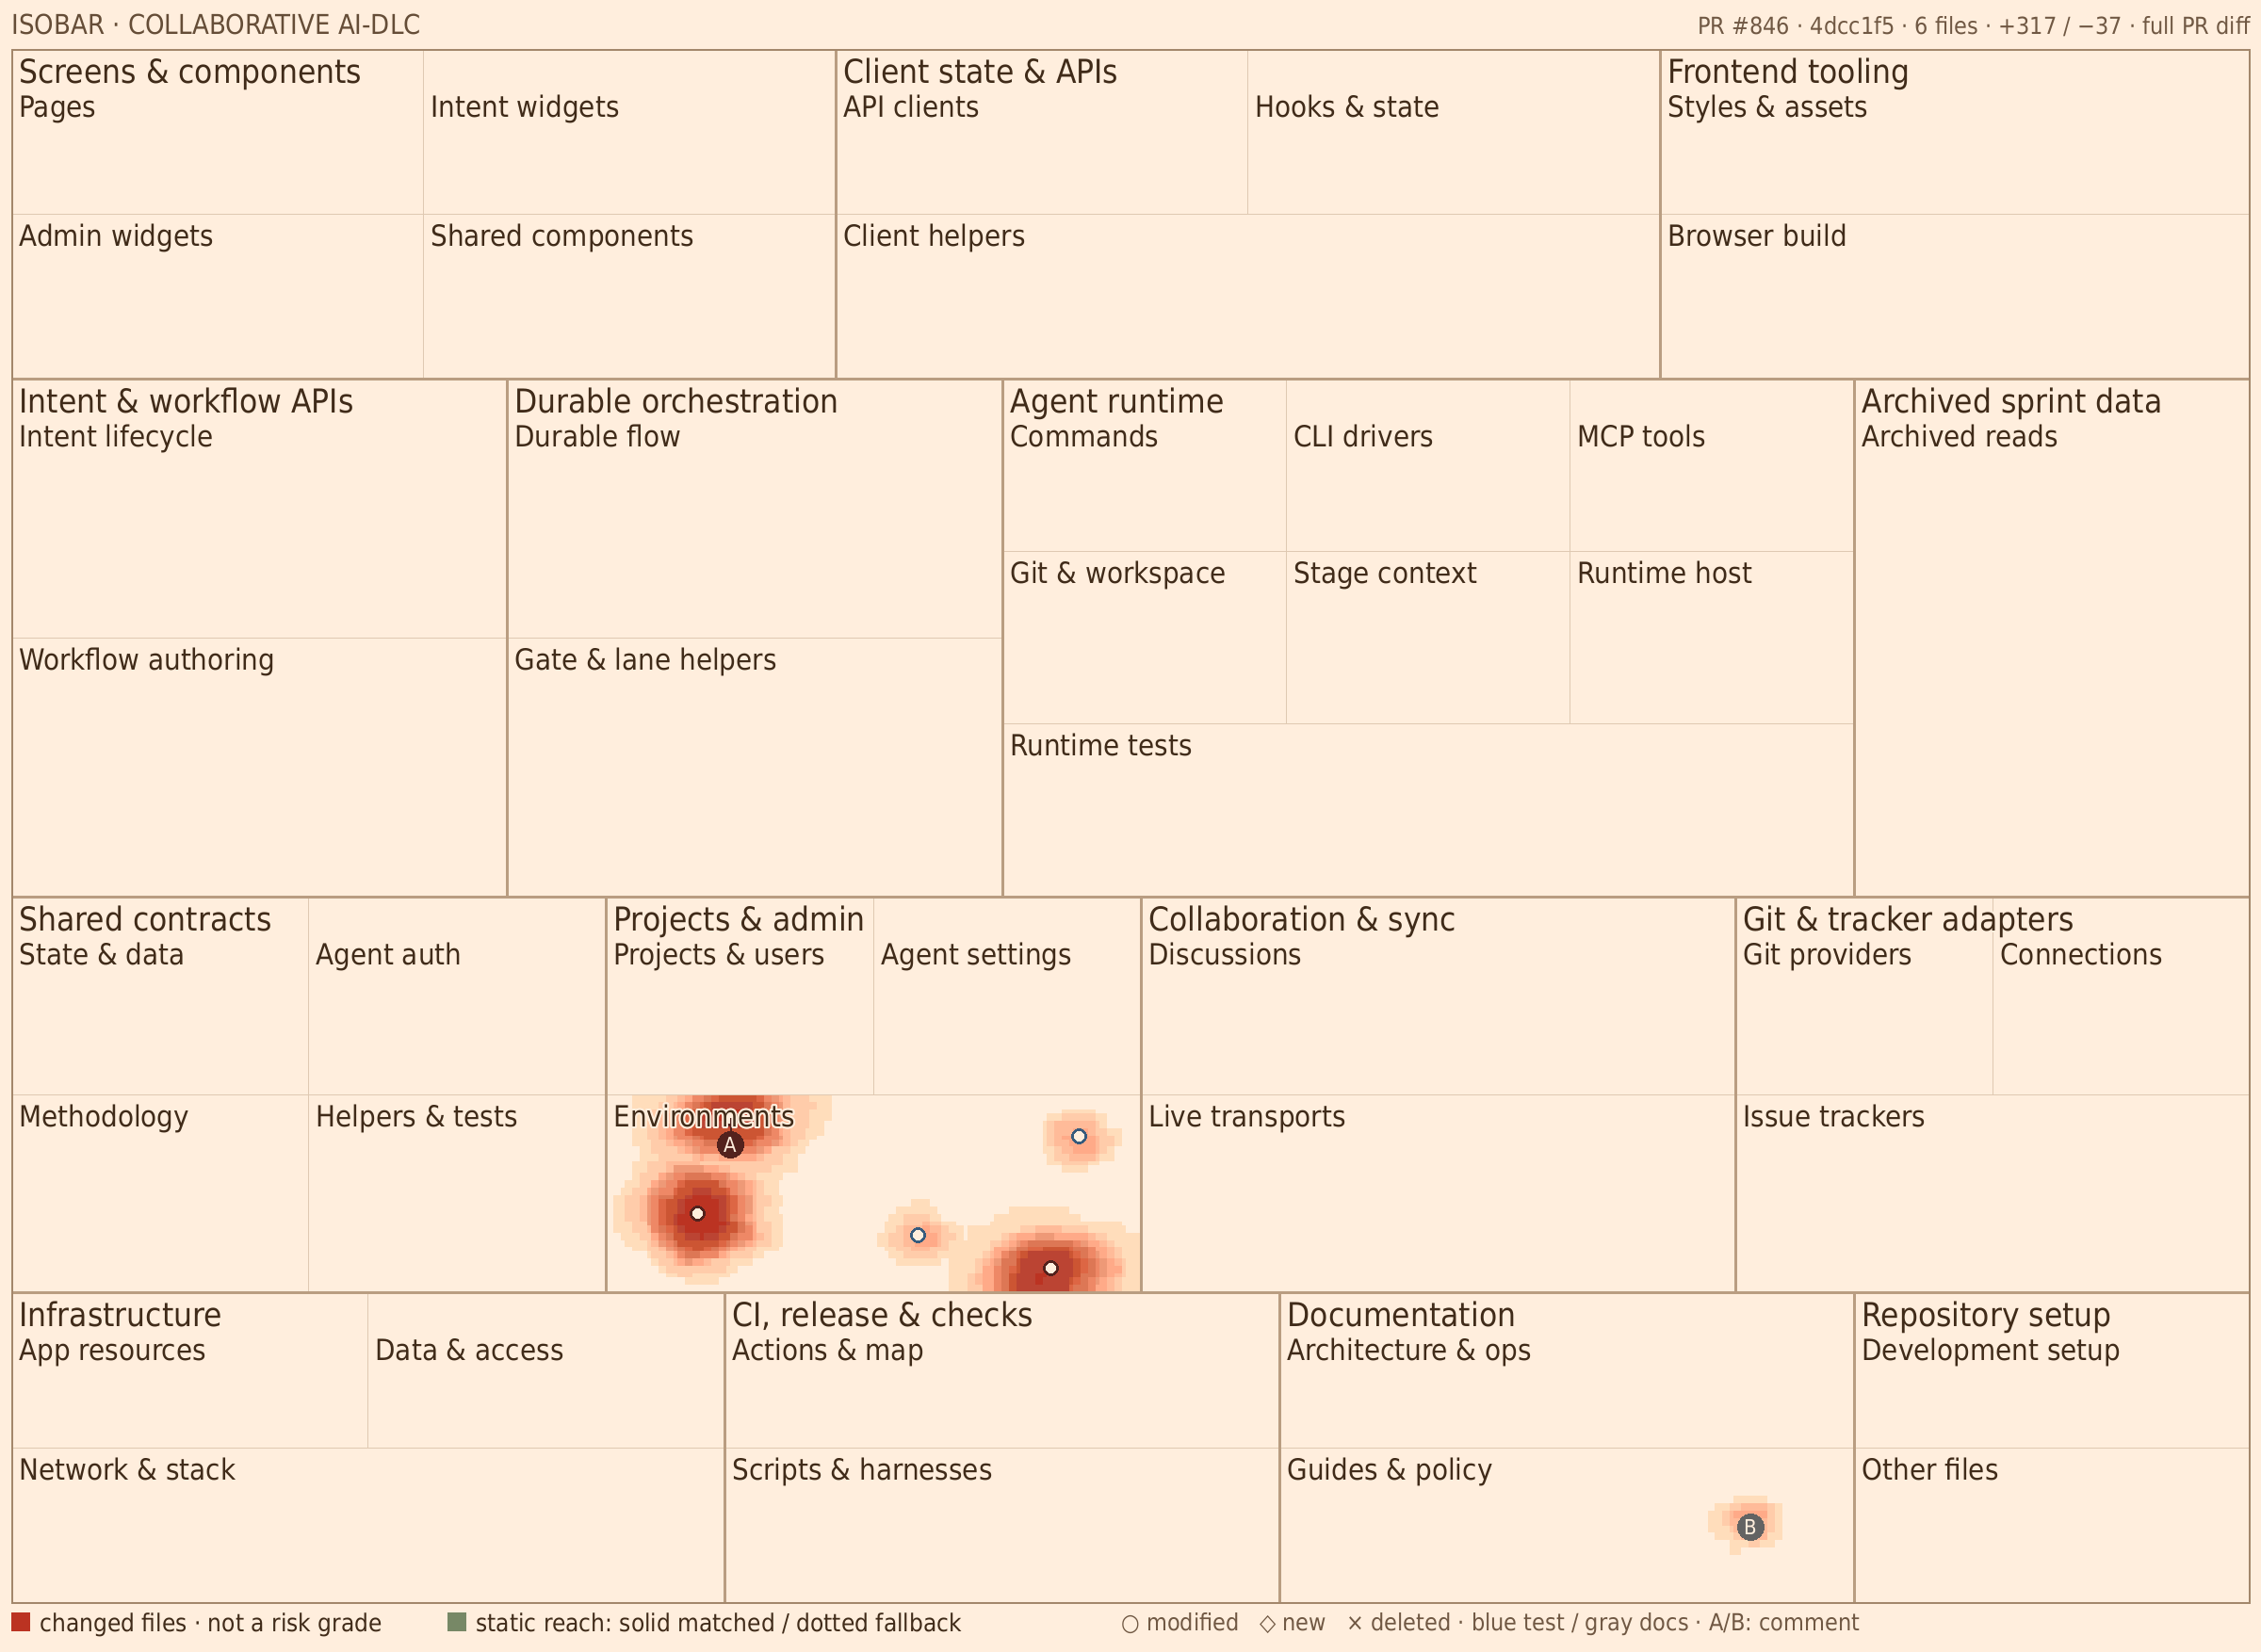 ISOBAR · COLLABORATIVE AI-DLC
PR #846 · 4dcc1f5 · 6 files · +317 / −37 · full PR diff
Screens & components
Pages
Intent widgets
Admin widgets
Shared components
Client state & APIs
API clients
Hooks & state
Client helpers
Frontend tooling
Styles & assets
Browser build
Intent & workflow APIs
Intent lifecycle
Workflow authoring
Durable orchestration
Durable flow
Gate & lane helpers
Agent runtime
Commands
CLI drivers
MCP tools
Git & workspace
Stage context
Runtime host
Runtime tests
Archived sprint data
Archived reads
Shared contracts
State & data
Agent auth
Methodology
Helpers & tests
Projects & admin
Projects & users
Agent settings
Environments
A
Collaboration & sync
Discussions
Live transports
Git & tracker adapters
Git providers
Connections
Issue trackers
Infrastructure
App resources
Data & access
Network & stack
CI, release & checks
Actions & map
Scripts & harnesses
Documentation
Architecture & ops
Guides & policy
B
Repository setup
Development setup
Other files
changed files · not a risk grade
static reach: solid matched / dotted fallback
○ modified ◇ new × deleted · blue test / gray docs · A/B: comment